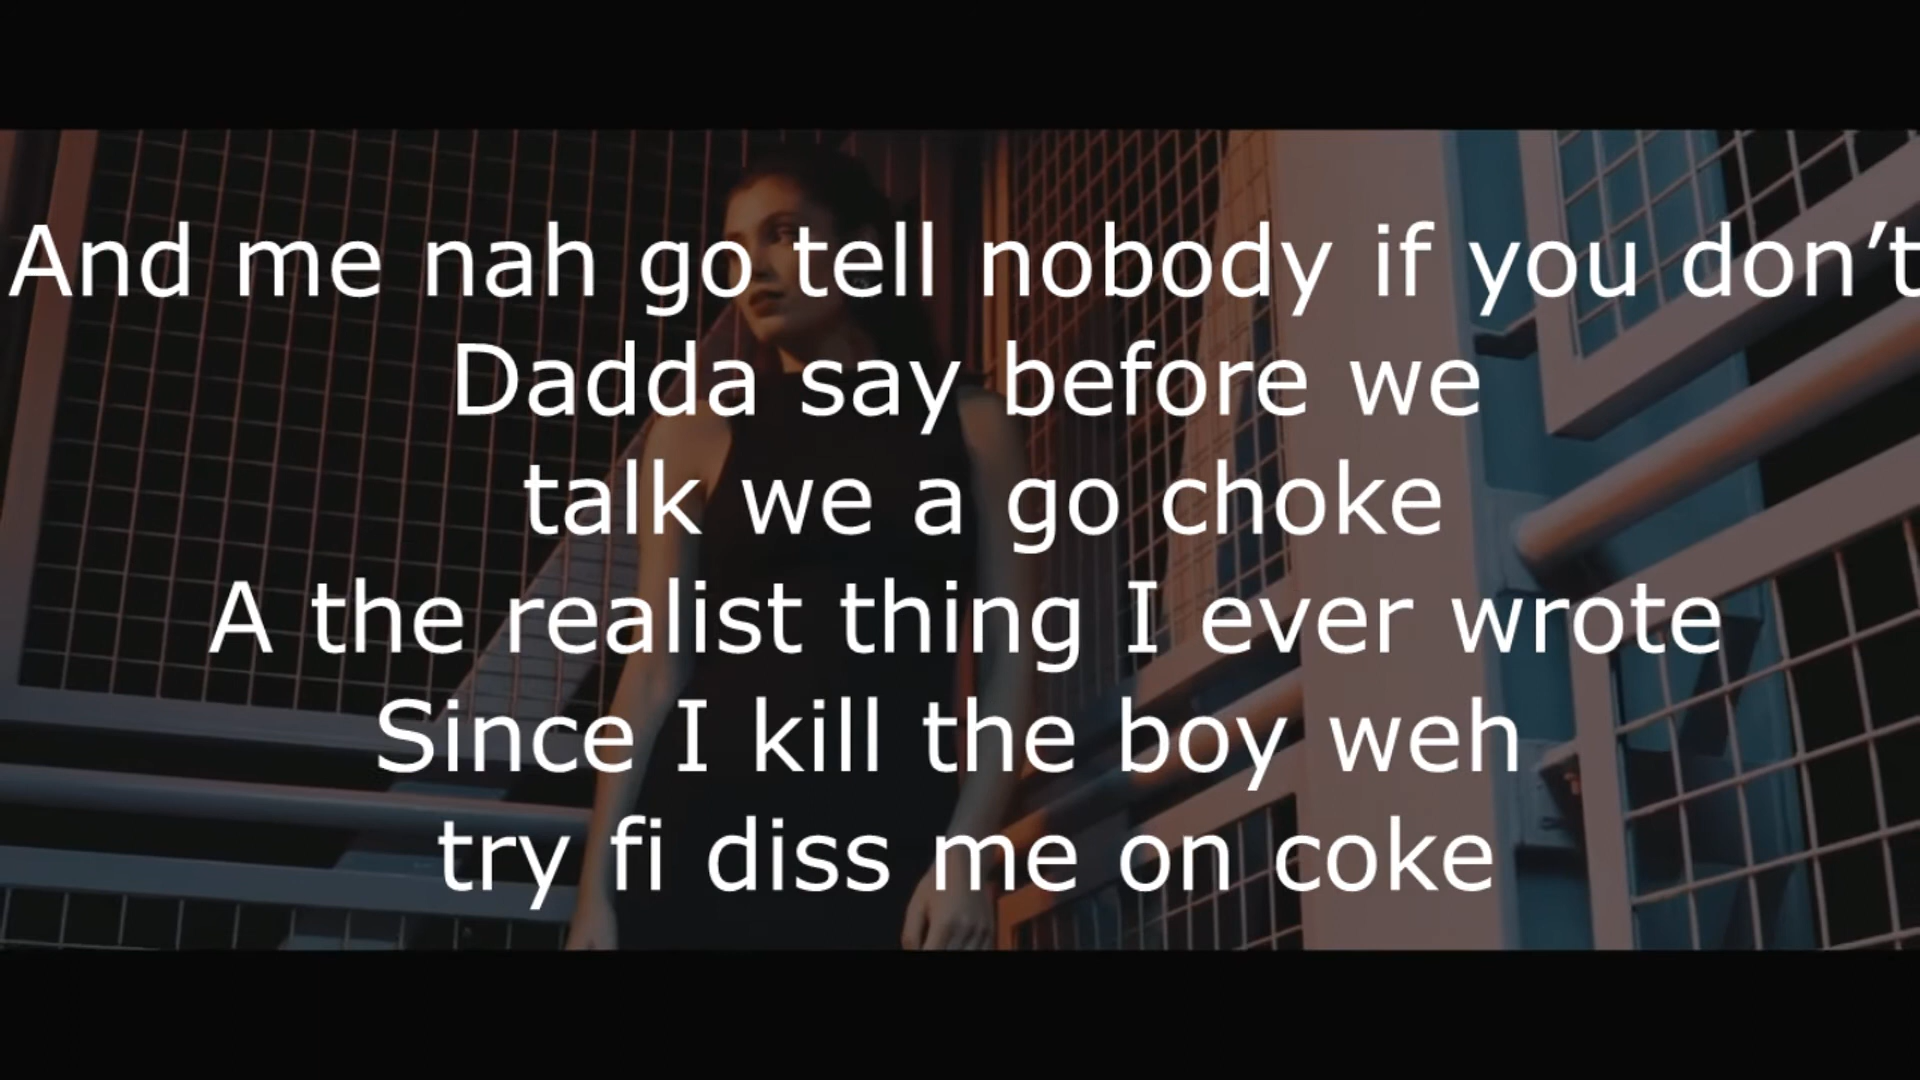 And me nah go tell nobody if you don’t
Dadda say before we
talk we a go choke
A the realist thing I ever wrote
Since I kill the boy weh
try fi diss me on coke